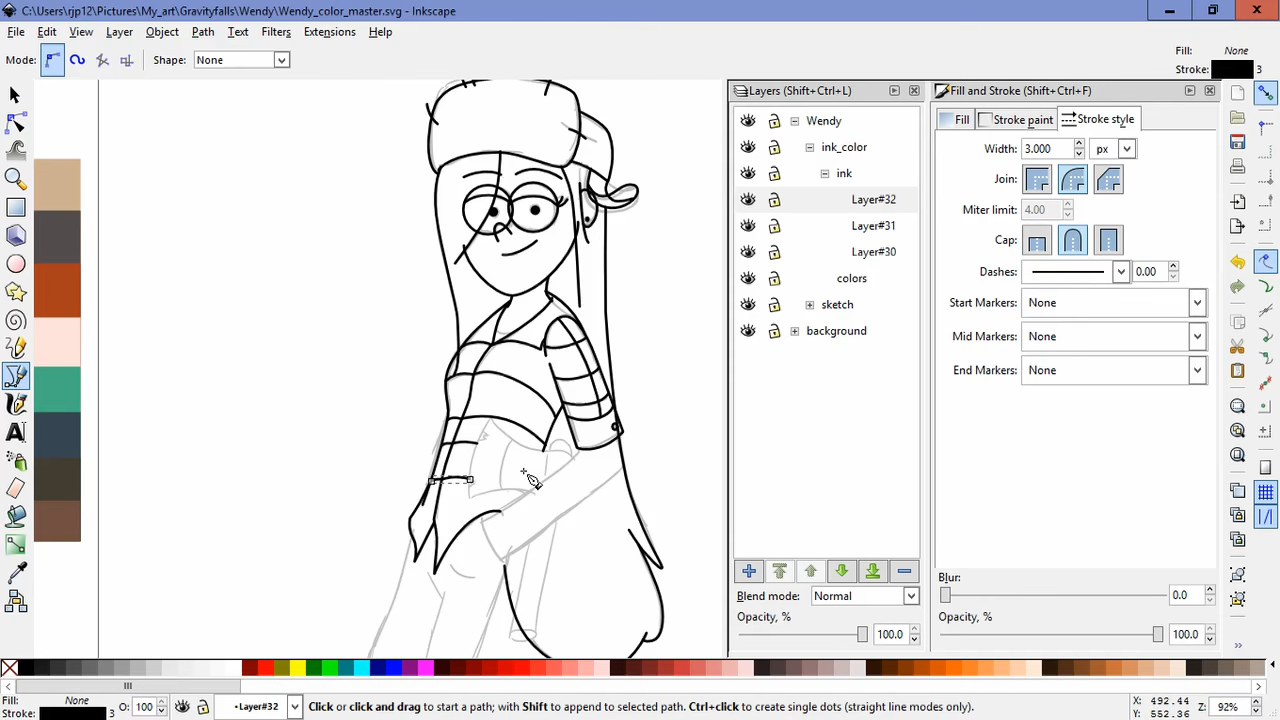 C:\Users\rjp12\Pictures\My_art\Gravityfalls\Wendy\Wendy_color_master.svg - Inkscape
File Edit View Layer Object Path Text Filters Extensions Help
Mode: Shape: None Fill: None
Stroke: 3
Layers (Shift+Ctrl+L) Fill and Stroke (Shift+Ctrl+F)
Wendy Fill Stroke paint Stroke style
ink_color Width: 3.000 px
ink Join:
Layer#32 Miter limit: 4.00
Layer#31 Cap:
Layer#30
colors Dashes: 0.00
sketch Start Markers: None
background Mid Markers: None
End Markers: None
Blur:
Blend mode: Normal 0.0
Opacity, % Opacity, %
100.0 100.0
Fill: None O: 100 •Layer#32 Click or click and drag to start a path; with Shift to append to selected path. Ctrl+click to create single dots (straight line modes only). X: 492.44 Z: 92%
Stroke: 3 Y: 552.36